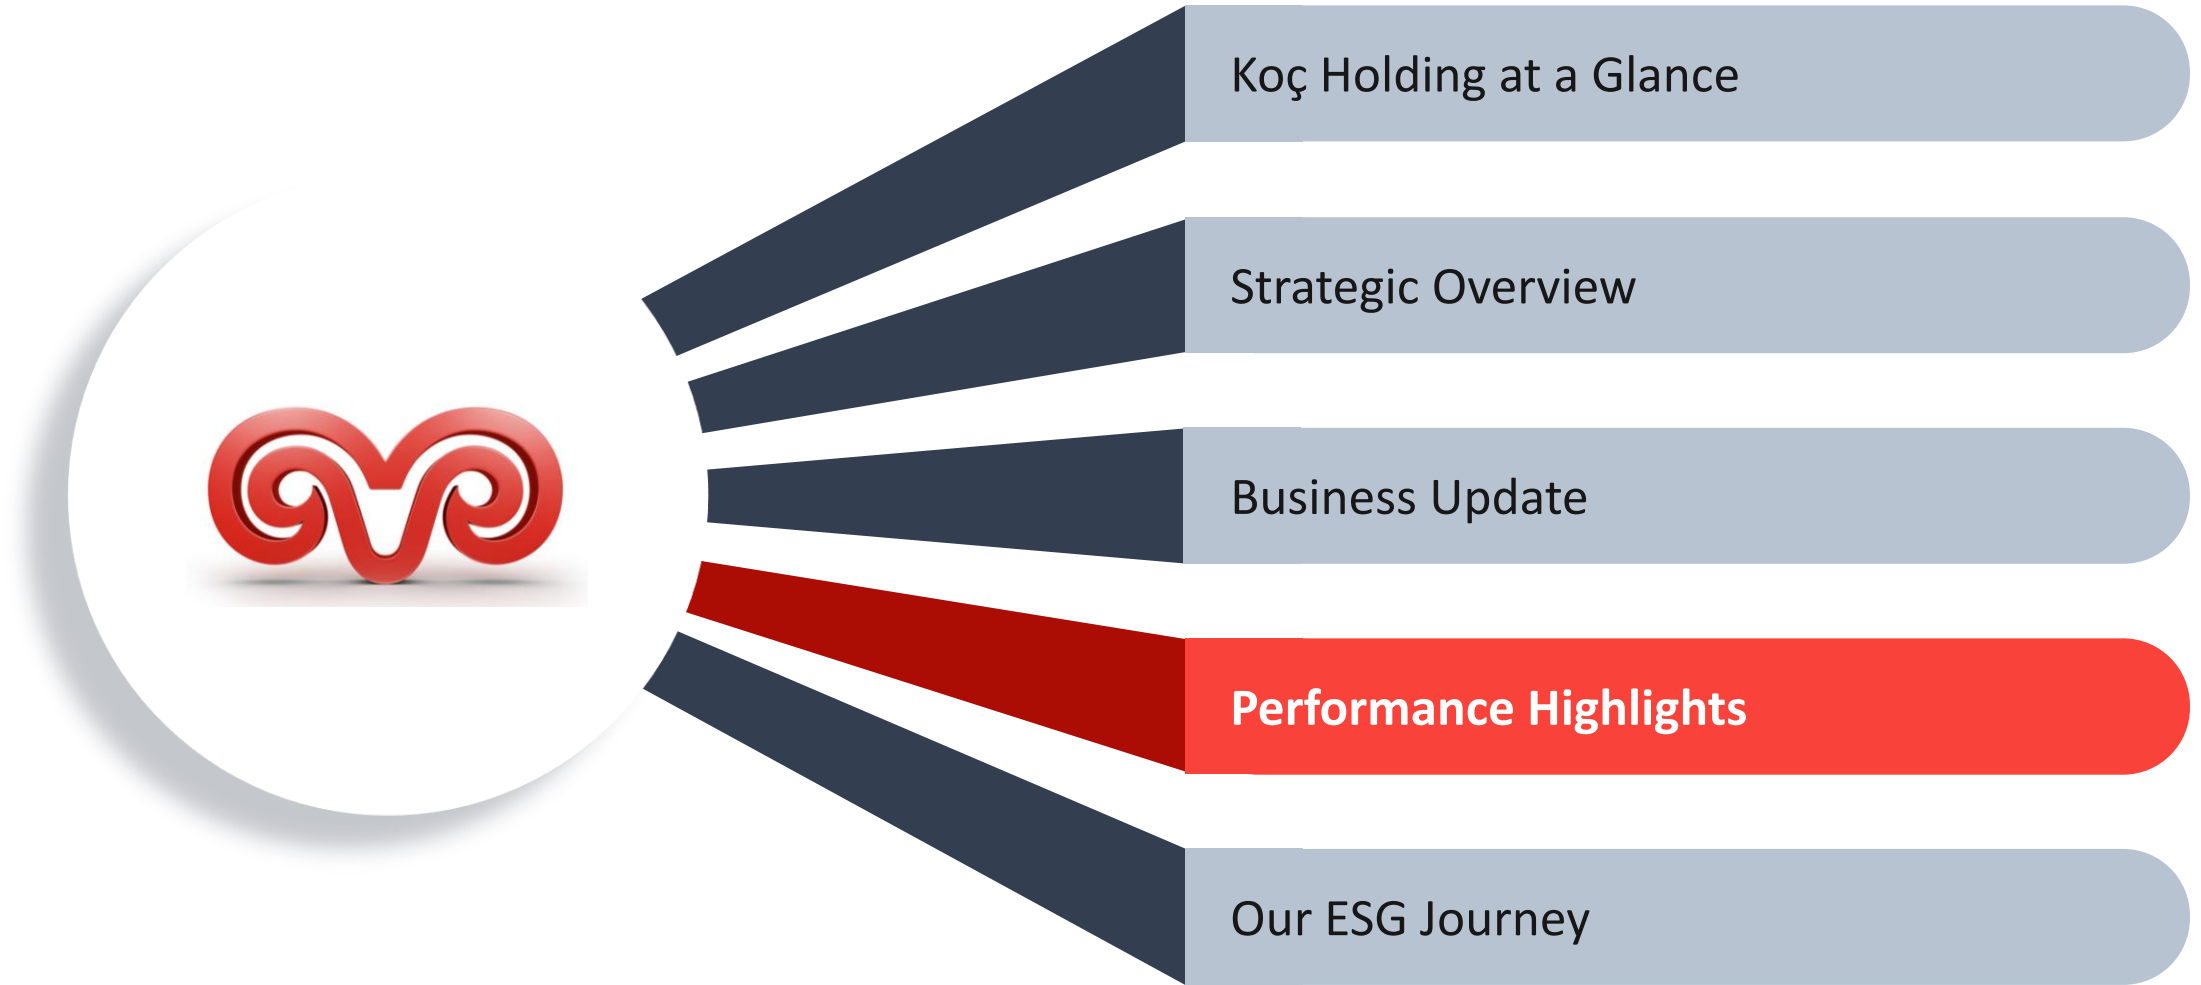 Koç Holding at a Glance
Strategic Overview
Business Update
Performance Highlights
Our ESG Journey